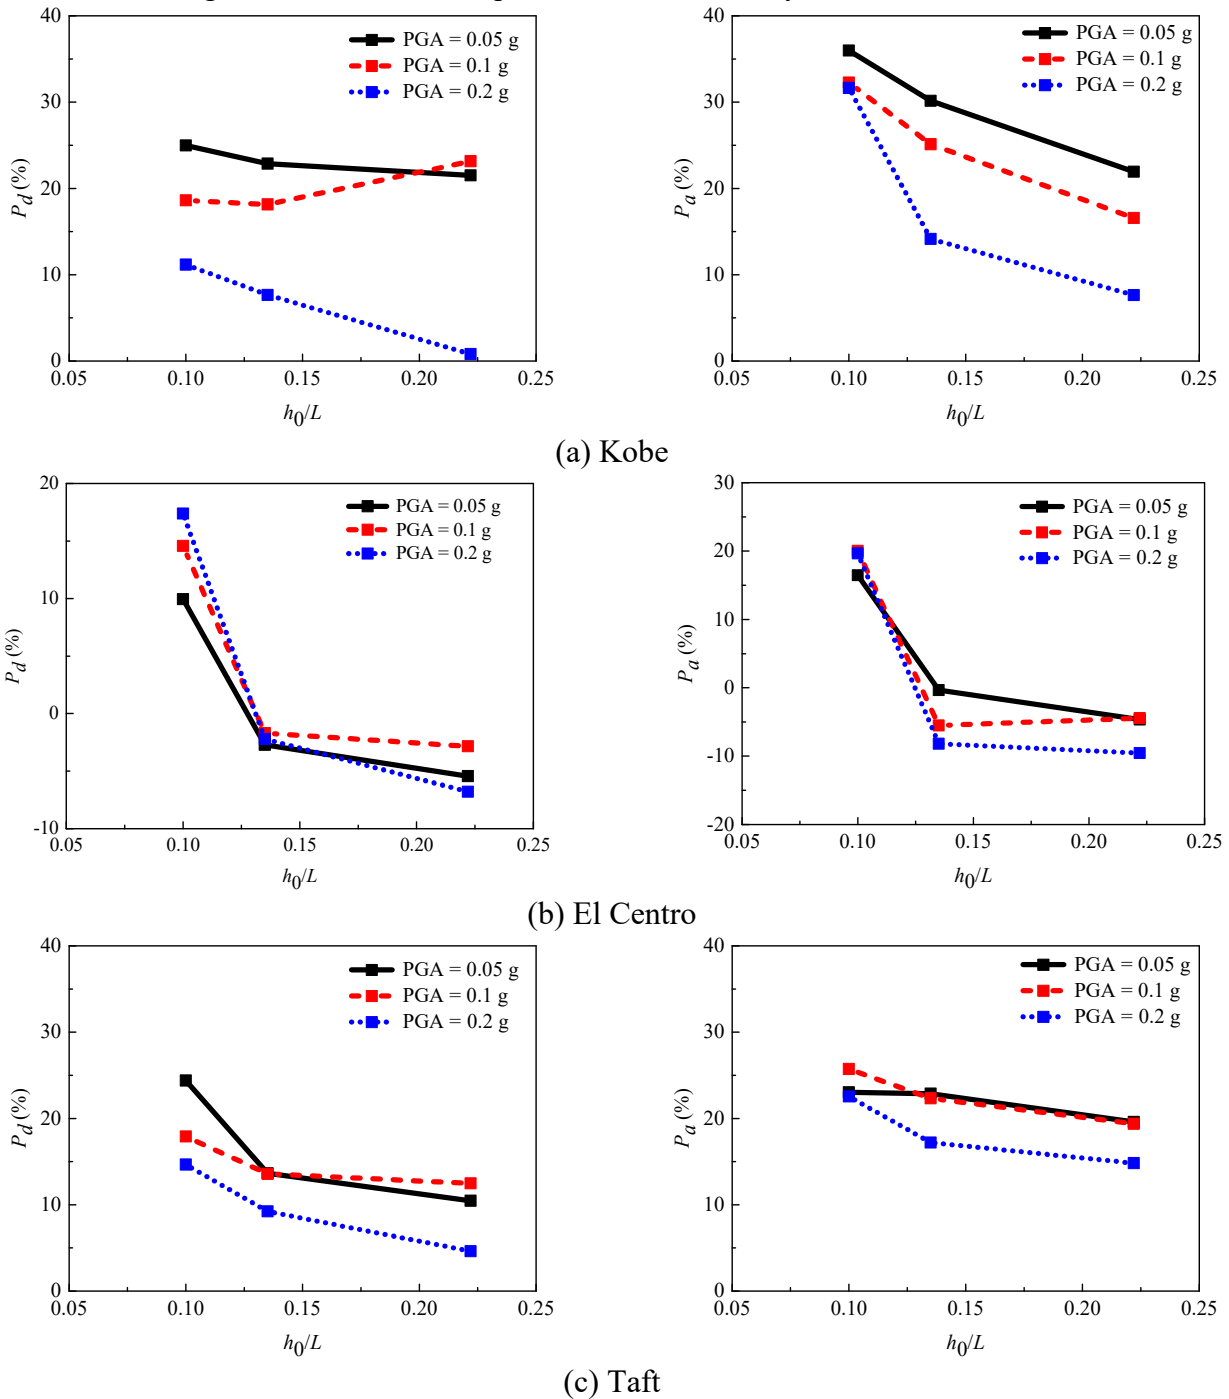 PGA = 0.05 g
PGA = 0.1 g
PGA = 0.2 g
40
30
20
10
0
0.05 0.10 0.15 0.20 0.25
Pd (%)
h0/L
PGA = 0.05 g
PGA = 0.1 g
PGA = 0.2 g
40
30
20
10
0
0.05 0.10 0.15 0.20 0.25
Pa (%)
h0/L
(a) Kobe
PGA = 0.05 g
PGA = 0.1 g
PGA = 0.2 g
20
10
0
-10
0.05 0.10 0.15 0.20 0.25
Pd (%)
h0/L
PGA = 0.05 g
PGA = 0.1 g
PGA = 0.2 g
30
20
10
0
-10
-20
0.05 0.10 0.15 0.20 0.25
Pa (%)
h0/L
(b) El Centro
PGA = 0.05 g
PGA = 0.1 g
PGA = 0.2 g
40
30
20
10
0
0.05 0.10 0.15 0.20 0.25
Pd (%)
h0/L
PGA = 0.05 g
PGA = 0.1 g
PGA = 0.2 g
40
30
20
10
0
0.05 0.10 0.15 0.20 0.25
Pa (%)
h0/L
(c) Taft